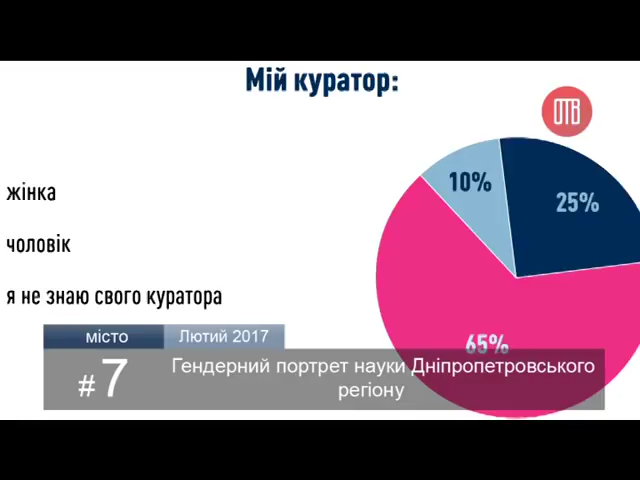 Мій куратор:
ОТВ
10%
25%
жінка
чоловік
я не знаю свого куратора
65%
місто
Лютий 2017
# 7
Гендерний портрет науки Дніпропетровського
регіону